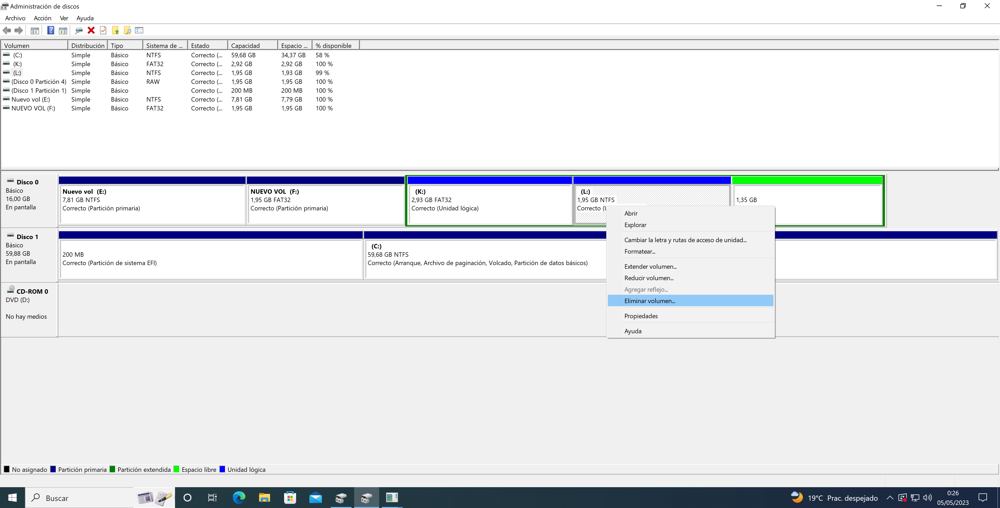 Administración de discos
Archivo Acción Ver Ayuda
Volumen Distribución Tipo Sistema de ... Estado Capacidad Espacio ... % disponible
(C:) Simple Básico NTFS Correcto (... 59,68 GB 34,37 GB 58 %
(K:) Simple Básico FAT32 Correcto (... 2,92 GB 2,92 GB 100 %
(L:) Simple Básico NTFS Correcto (... 1,95 GB 1,93 GB 99 %
(Disco 0 Partición 4) Simple Básico RAW Correcto (... 1,95 GB 1,95 GB 100 %
(Disco 1 Partición 1) Simple Básico Correcto (... 200 MB 200 MB 100 %
Nuevo vol (E:) Simple Básico NTFS Correcto (... 7,81 GB 7,79 GB 100 %
NUEVO VOL (F:) Simple Básico FAT32 Correcto (... 1,95 GB 1,95 GB 100 %
Disco 0
Básico
16,00 GB
En pantalla
Nuevo vol (E:)
7,81 GB NTFS
Correcto (Partición primaria)
NUEVO VOL (F:)
1,95 GB FAT32
Correcto (Partición primaria)
(K:)
2,93 GB FAT32
Correcto (Unidad lógica)
(L:)
1,95 GB NTFS
Correcto (U
1,35 GB
Abrir
Explorar
Cambiar la letra y rutas de acceso de unidad...
Formatear...
Extender volumen...
Reducir volumen...
Agregar reflejo...
Eliminar volumen...
Propiedades
Ayuda
Disco 1
Básico
59,88 GB
En pantalla
200 MB
Correcto (Partición de sistema EFI)
(C:)
59,68 GB NTFS
Correcto (Arranque, Archivo de paginación, Volcado, Partición de datos básicos)
CD-ROM 0
DVD (D:)
No hay medios
No asignado Partición primaria Partición extendida Espacio libre Unidad lógica
Buscar
19°C Prac. despejado
0:26
05/05/2023